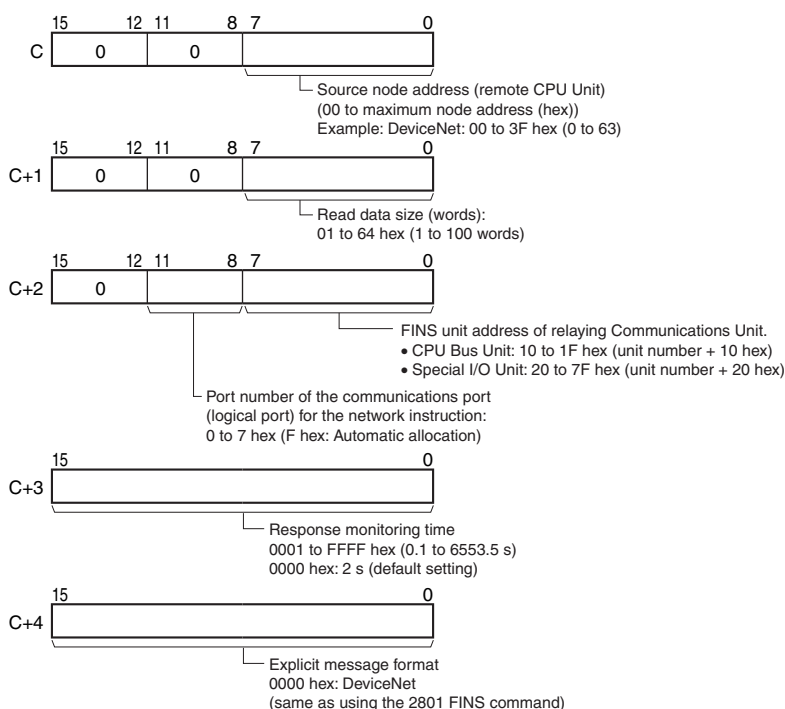 15 12 11 8 7 0
C 0 0
Source node address (remote CPU Unit)
(00 to maximum node address (hex))
Example: DeviceNet: 00 to 3F hex (0 to 63)
15 12 11 8 7 0
C+1 0 0
Read data size (words):
01 to 64 hex (1 to 100 words)
15 12 11 8 7 0
C+2 0
FINS unit address of relaying Communications Unit.
• CPU Bus Unit: 10 to 1F hex (unit number + 10 hex)
• Special I/O Unit: 20 to 7F hex (unit number + 20 hex)
Port number of the communications port
(logical port) for the network instruction:
0 to 7 hex (F hex: Automatic allocation)
15 0
C+3
Response monitoring time
0001 to FFFF hex (0.1 to 6553.5 s)
0000 hex: 2 s (default setting)
15 0
C+4
Explicit message format
0000 hex: DeviceNet
(same as using the 2801 FINS command)